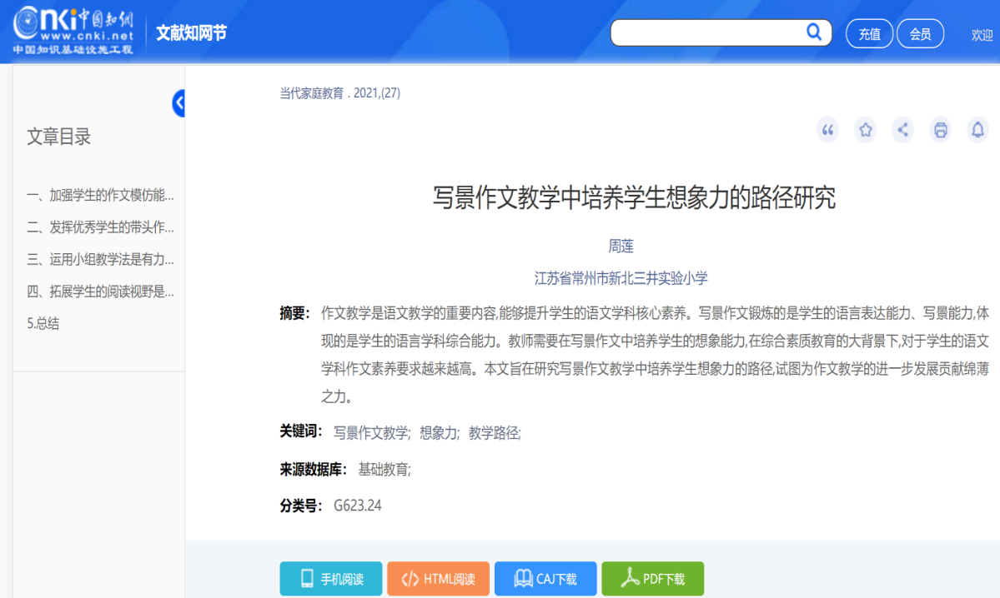 cnki中国知网
www.cnki.net
中国知识基础设施工程
文献知网节
充值
会员
欢迎
当代家庭教育 . 2021,(27)
文章目录
一、加强学生的作文模仿能...
二、发挥优秀学生的带头作...
三、运用小组教学法是有力...
四、拓展学生的阅读视野是...
5.总结
写景作文教学中培养学生想象力的路径研究
周莲
江苏省常州市新北三井实验小学
摘要： 作文教学是语文教学的重要内容,能够提升学生的语文学科核心素养。写景作文锻炼的是学生的语言表达能力、写景能力,体
现的是学生的语言学科综合能力。教师需要在写景作文中培养学生的想象能力,在综合素质教育的大背景下,对于学生的语文
学科作文素养要求越来越高。本文旨在研究写景作文教学中培养学生想象力的路径,试图为作文教学的进一步发展贡献绵薄
之力。
关键词： 写景作文教学; 想象力; 教学路径;
来源数据库： 基础教育;
分类号： G623.24
手机阅读
HTML阅读
CAJ下载
PDF下载